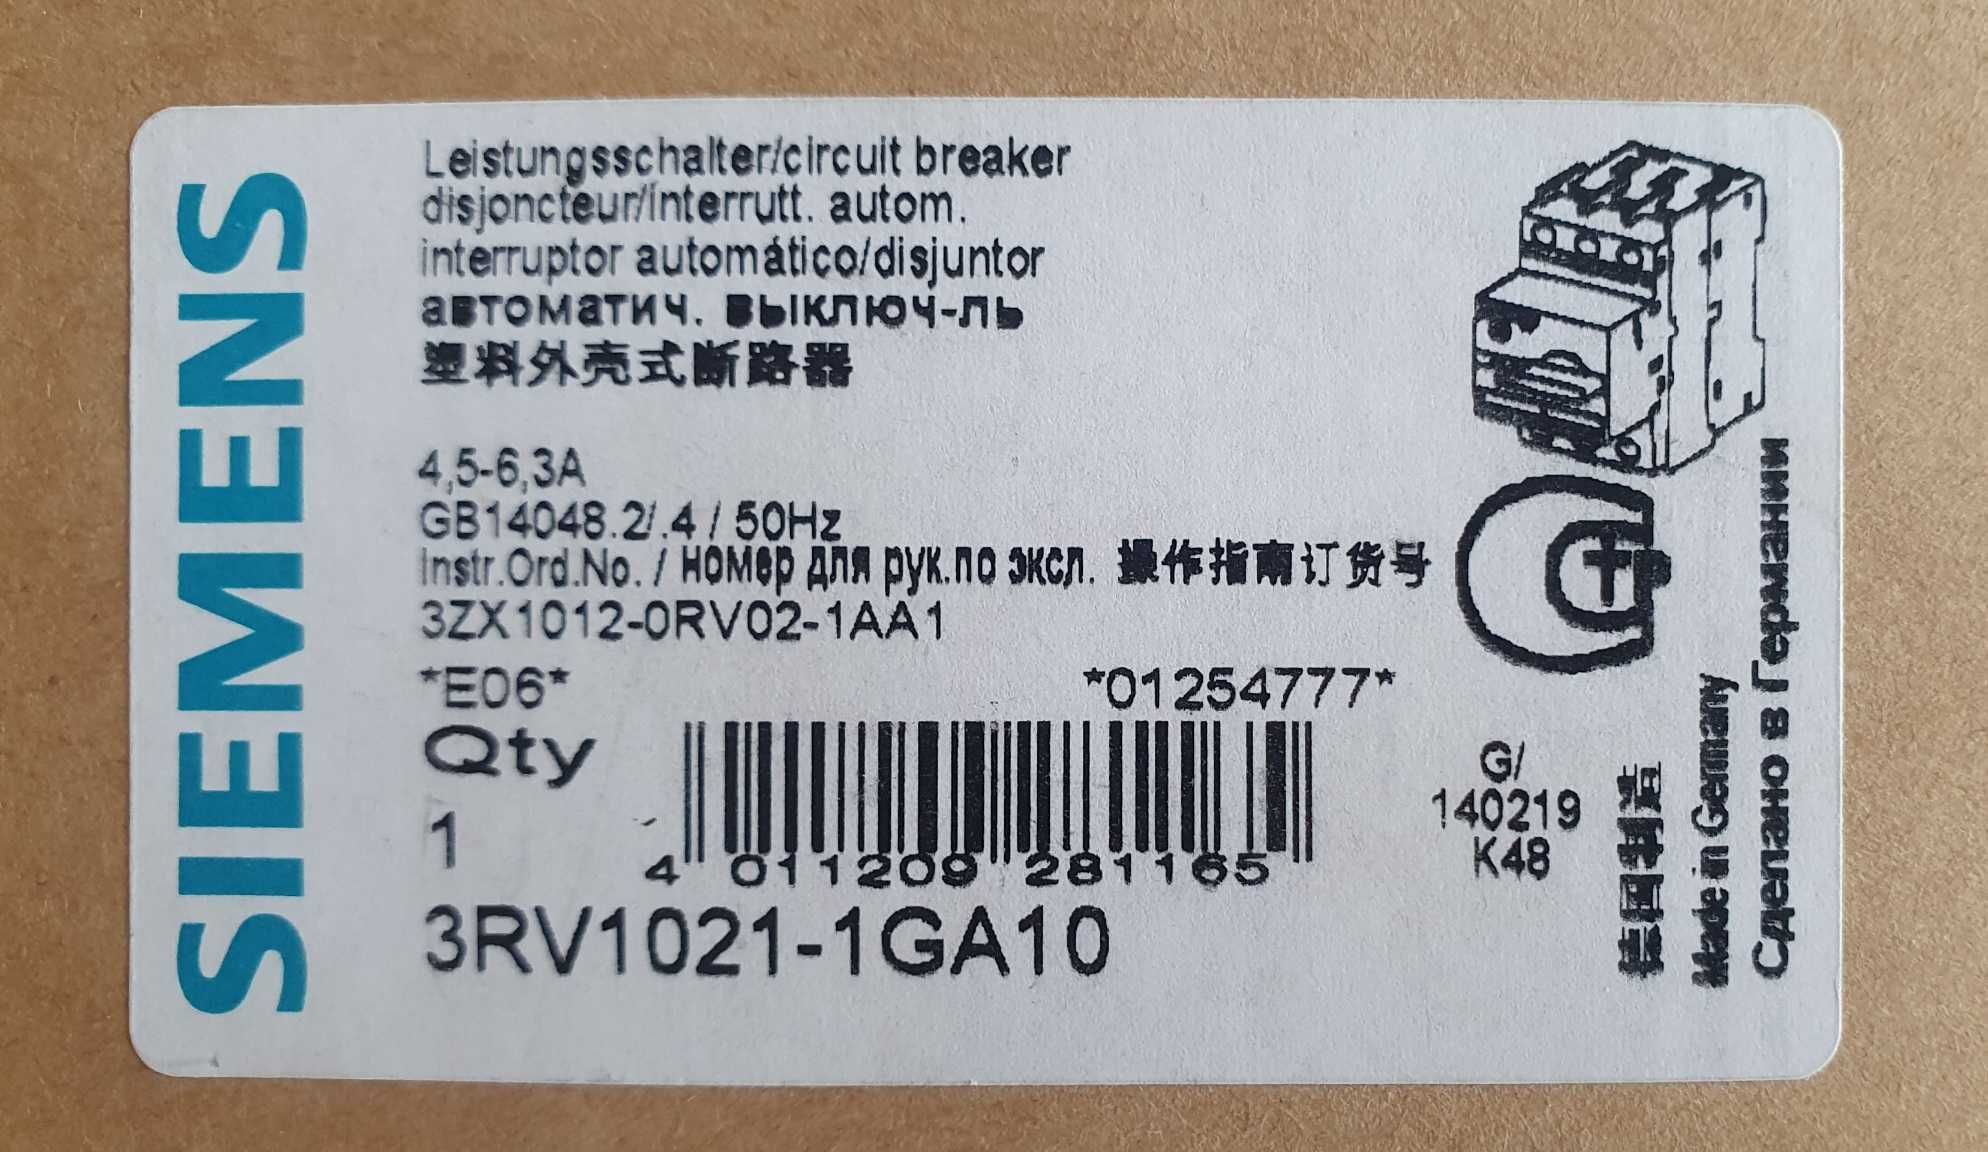 SIEMENS
Leistungsschalter/circuit breaker
disjoncteur/interrutt. autom.
interruptor automático/disjuntor
автоматич. выключ-ль
塑料外壳式断路器
4,5-6,3A
GB14048.2/.4 / 50Hz
Instr.Ord.No. / номер для рук.по экспл. 操作指南订货号
3ZX1012-0RV02-1AA1
*E06* *01254777*
Qty
1
4 011209 281165
3RV1021-1GA10
G/
140219
K48
德国制造
Made in Germany
Сделано в Германии